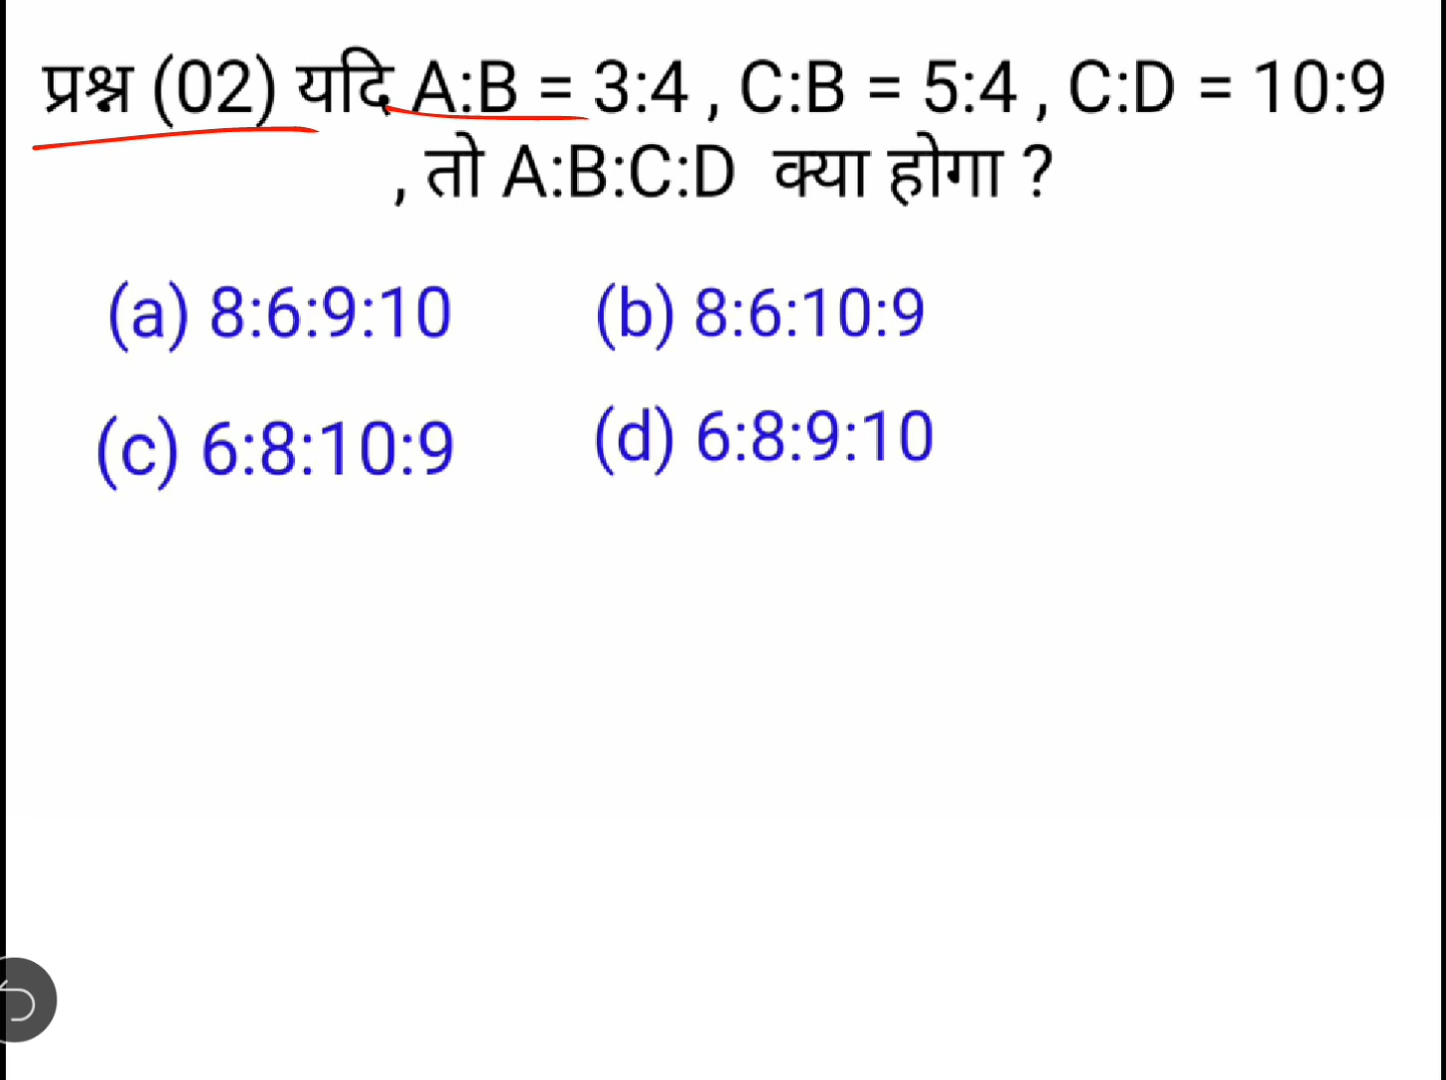 प्रश्न (02) यदि A:B = 3:4 , C:B = 5:4 , C:D = 10:9
, तो A:B:C:D क्या होगा ?
(a) 8:6:9:10 (b) 8:6:10:9
(c) 6:8:10:9 (d) 6:8:9:10